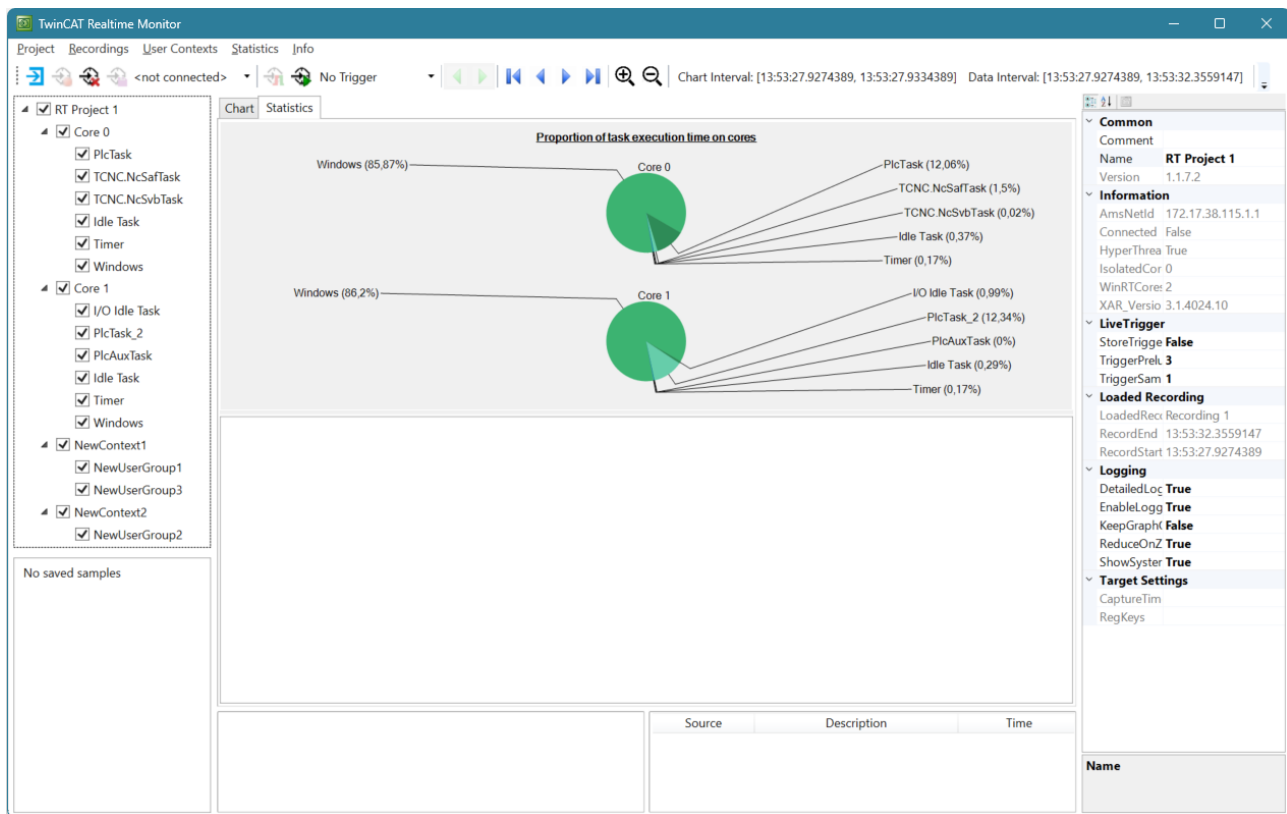 TwinCAT Realtime Monitor
Project Recordings User Contexts Statistics Info
<not connected> No Trigger Chart Interval: [13:53:27.9274389, 13:53:27.9334389] Data Interval: [13:53:27.9274389, 13:53:32.3559147]
RT Project 1
Core 0
PlcTask
TCNC.NcSafTask
TCNC.NcSvbTask
Idle Task
Timer
Windows
Core 1
I/O Idle Task
PlcTask_2
PlcAuxTask
Idle Task
Timer
Windows
NewContext1
NewUserGroup1
NewUserGroup3
NewContext2
NewUserGroup2
No saved samples
Chart Statistics
Proportion of task execution time on cores
Core 0
Windows (85,87%)
PlcTask (12,06%)
TCNC.NcSafTask (1,5%)
TCNC.NcSvbTask (0,02%)
Idle Task (0,37%)
Timer (0,17%)
Core 1
Windows (86,2%)
I/O Idle Task (0,99%)
PlcTask_2 (12,34%)
PlcAuxTask (0%)
Idle Task (0,29%)
Timer (0,17%)
Source Description Time
Common
Comment
Name RT Project 1
Version 1.1.7.2
Information
AmsNetId 172.17.38.115.1.1
Connected False
HyperThrea True
IsolatedCor 0
WinRTCore: 2
XAR_Versio 3.1.4024.10
LiveTrigger
StoreTrigge False
TriggerPrelu 3
TriggerSam 1
Loaded Recording
LoadedReco Recording 1
RecordEnd 13:53:32.3559147
RecordStart 13:53:27.9274389
Logging
DetailedLog True
EnableLogg True
KeepGraph( False
ReduceOnZ True
ShowSyster True
Target Settings
CaptureTim
RegKeys
Name